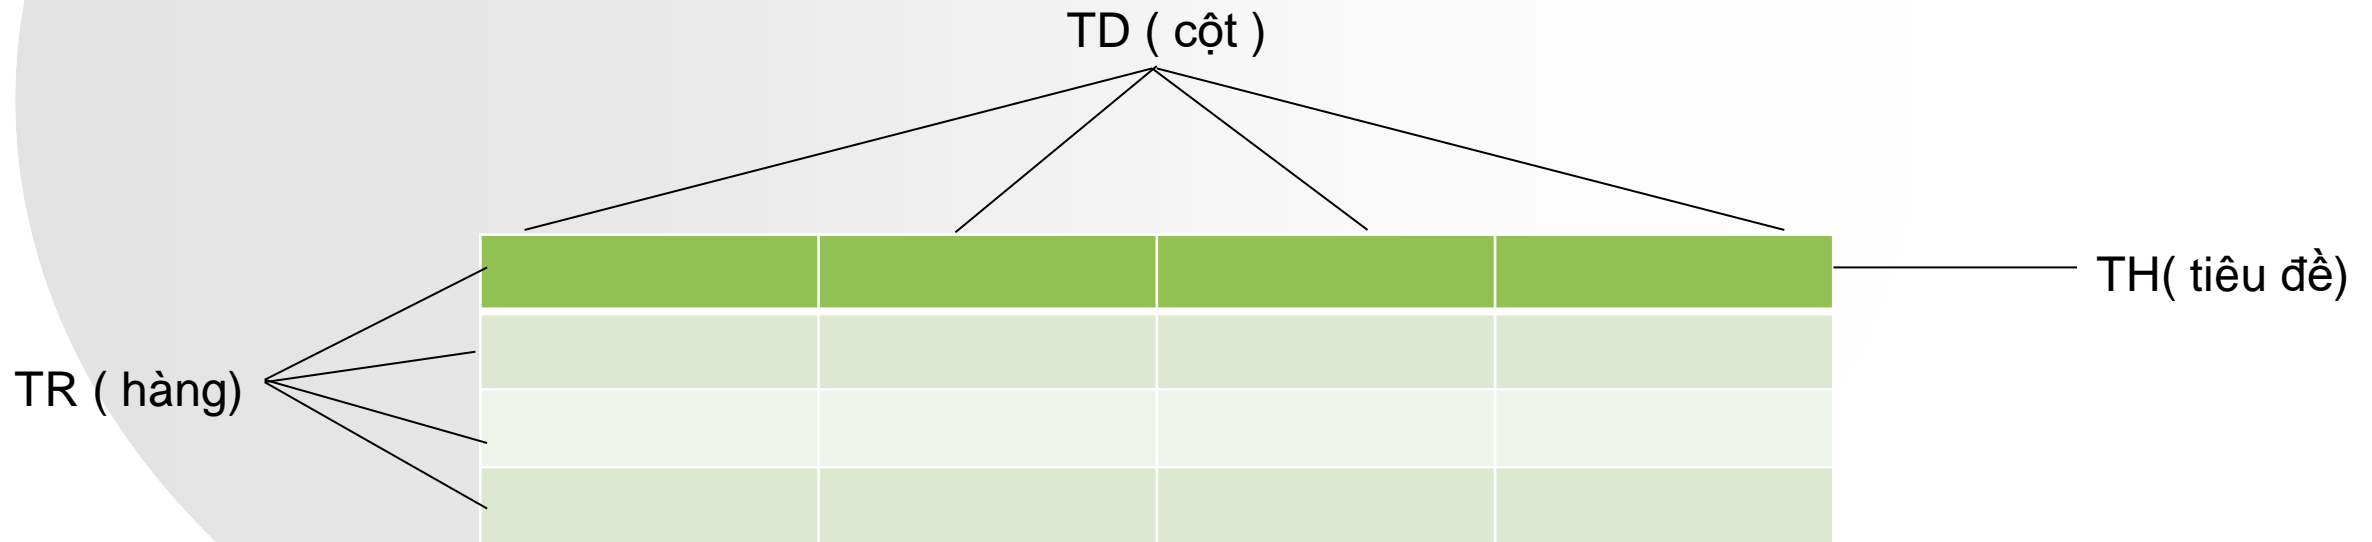 TD ( cột )
TH( tiêu đề)
TR ( hàng)